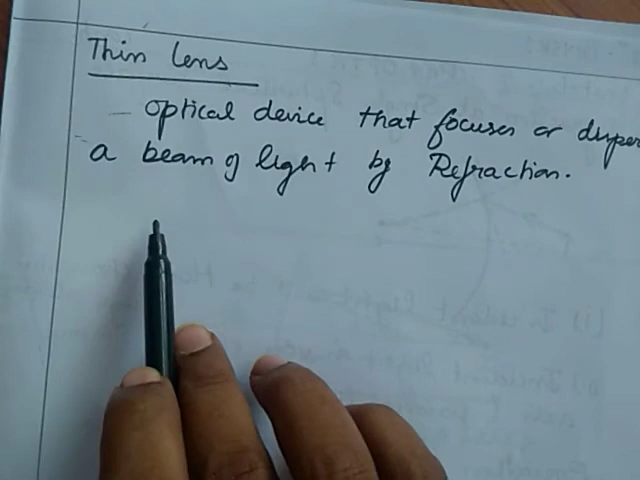 Thin lens
- optical device that focuses or disper
a beam of light by Refraction.